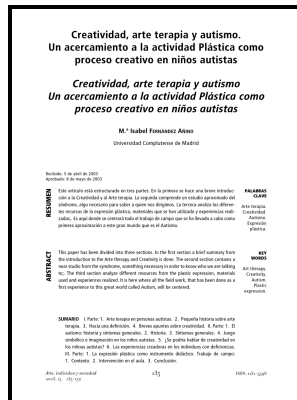 Creatividad, arte terapia y autismo.
Un acercamiento a la actividad Plástica como
proceso creativo en niños autistas
Creatividad, arte terapia y autismo
Un acercamiento a la actividad Plástica como
proceso creativo en niños autistas
M.ª Isabel FERNÁNDEZ AÑINO
Universidad Complutense de Madrid
Recibido: 5 de abril de 2003
Aprobado: 8 de mayo de 2003
RESUMEN
Este artículo está estructurado en tres partes. En la primera se hace una breve introduc-
ción a la Creatividad y al Arte terapia. La segunda comprende un estudio aproximado del
síndrome, algo necesario para saber a quien nos dirigimos. La tercera analiza los diferen-
tes recursos de la expresión plástica, materiales que se han utilizado y experiencias reali-
zadas. Es aquí donde se centrará todo el trabajo de campo que se ha llevado a cabo como
primera aproximación a este gran mundo que es el Autismo.
PALABRAS
CLAVE
Arte terapia.
Creatividad.
Autismo.
Expresión
plástica.
ABSTRACT
This paper has been divided into three sections. In the first section a brief summary from
the introduction to the Arte therapy and Creativity is done. The second section contains a
near studio from the syndrome, something necessary in order to know who we are talking
to. The third section analyze different resources from the plastic expression, materials
used and experiences realized. It is here where all the field work, that has been done as a
first experience to this great world called Autism, will be centered.
KEY
WORDS
Art therapy.
Creativity.
Autism.
Plastic
expression.
SUMARIO I. Parte: 1. Arte terapia en personas autistas. 2. Pequeña historia sobre arte
terapia. 3. Hacia una definición. 4. Breves apuntes sobre creatividad. II Parte: 1. El
autismo: historia y síntomas generales. 2. Historia. 3. Síntomas generales. 4. Juego
simbólico e imaginación en los niños autistas. 5. ¿Se podría hablar de creatividad en
los niños autistas? 6. Las experiencias creadoras en los individuos con deficiencias.
III. Parte: 1. La expresión plástica como instrumento didáctico. Trabajo de campo:
1. Contexto. 2. Intervención en el aula. 3. Conclusión.
Arte, Individuo y Sociedad
2003, 15 135-152
135
ISSN: 1131-5598